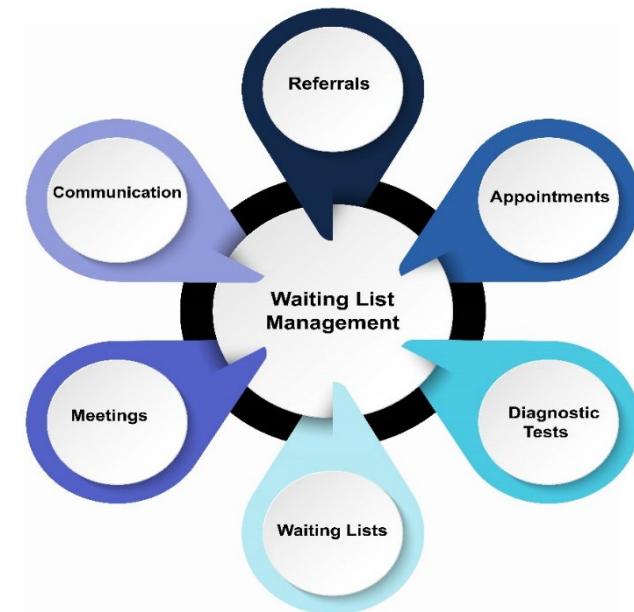 Referrals
Appointments
Diagnostic
Tests
Waiting Lists
Meetings
Communication
Waiting List
Management